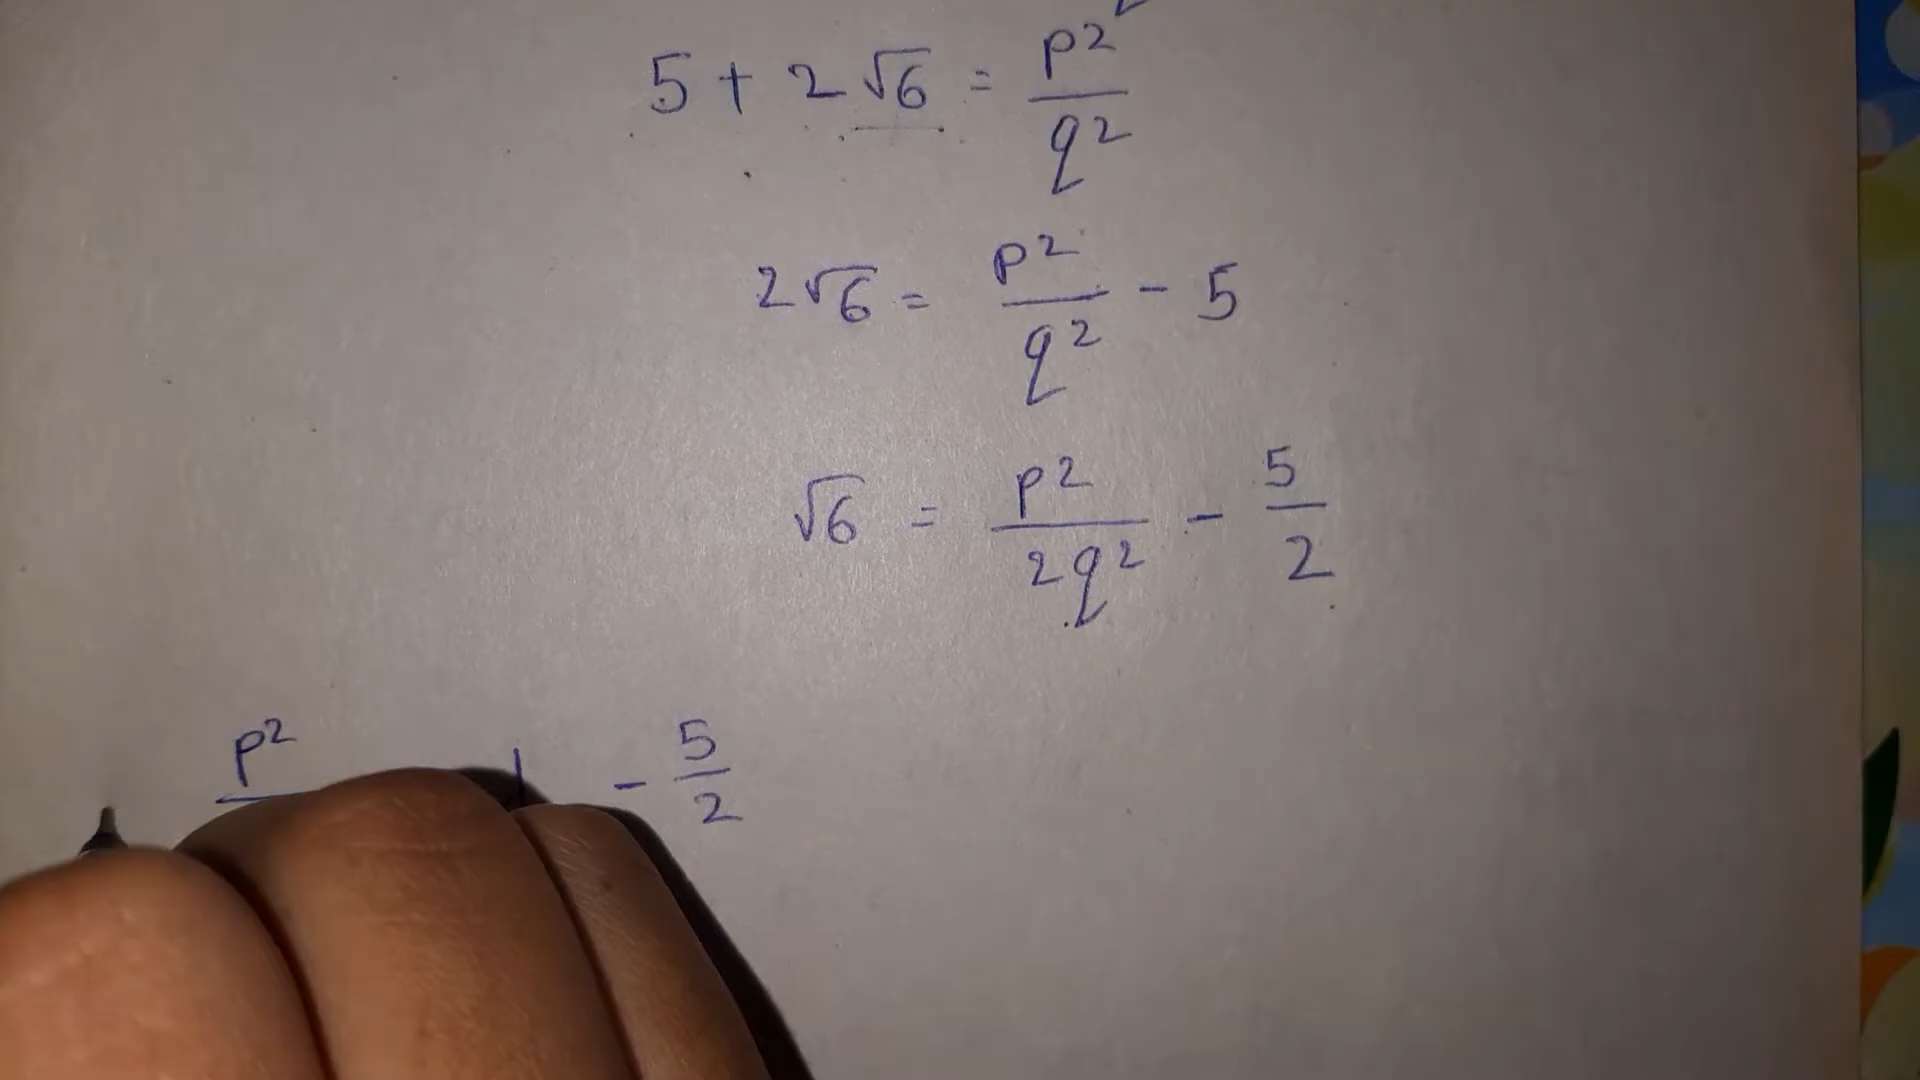 5 + 2√6 = p²/q²
2√6 = p²/q² - 5
√6 = p²/2q² - 5/2
p² - 5/2